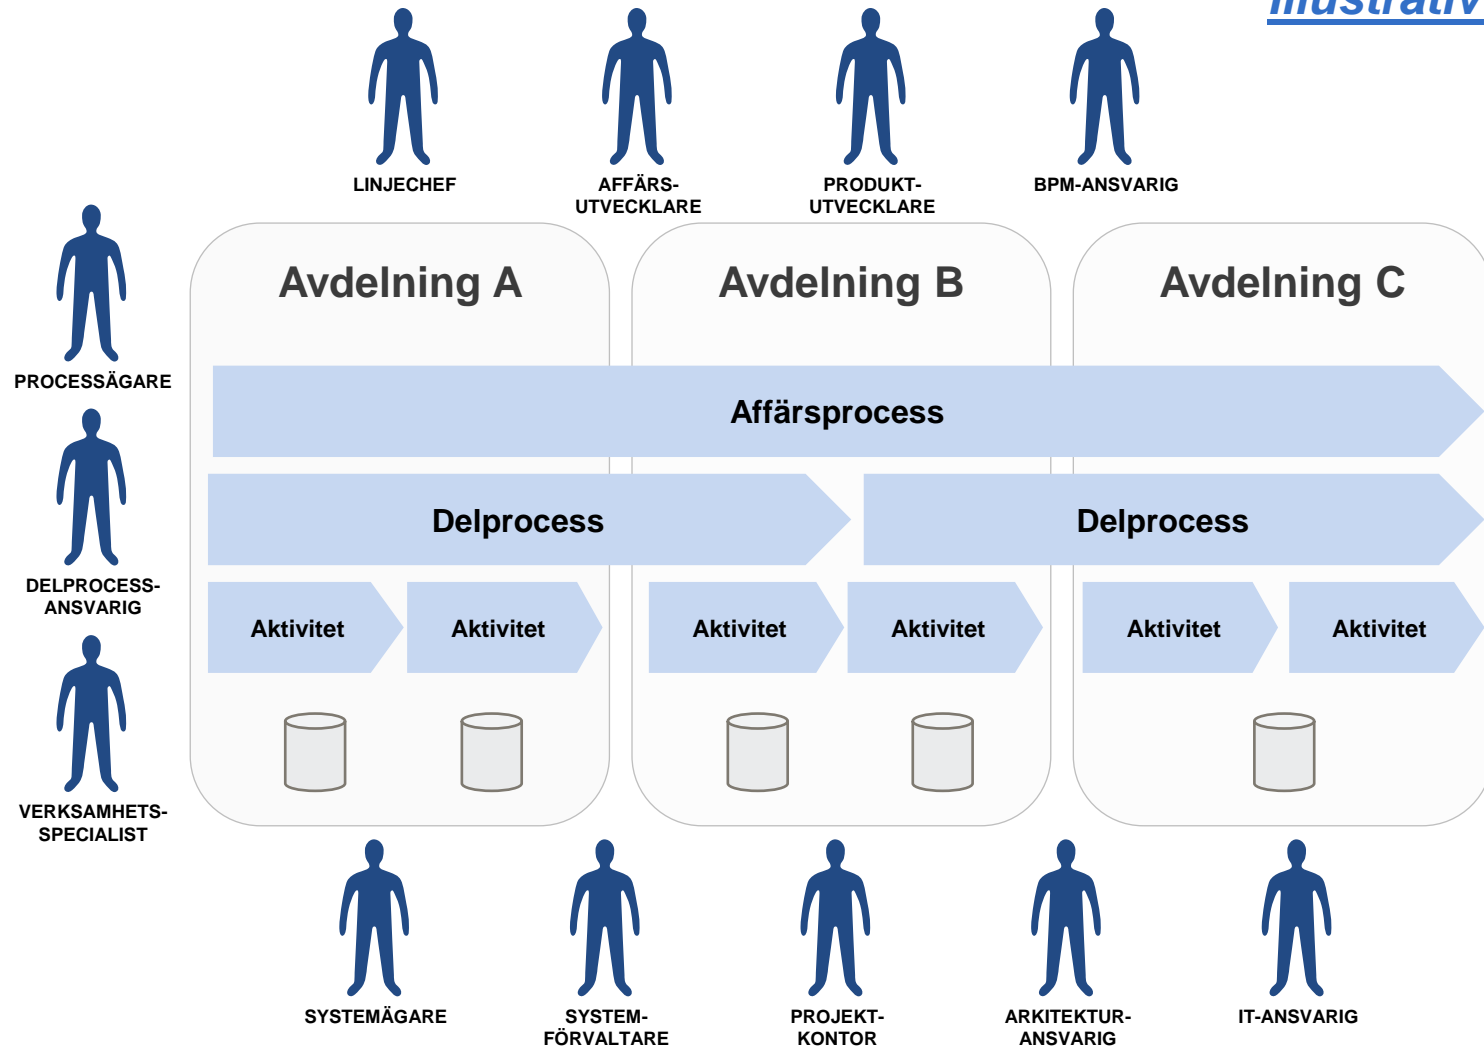 Illustrativ
LINJECHEF
AFFÄRS-
UTVECKLARE
PRODUKT-
UTVECKLARE
BPM-ANSVARIG
PROCESSÄGARE
DELPROCESS-
ANSVARIG
VERKSAMHETS-
SPECIALIST
Avdelning A
Avdelning B
Avdelning C
Affärsprocess
Delprocess
Delprocess
Aktivitet
Aktivitet
Aktivitet
Aktivitet
Aktivitet
Aktivitet
SYSTEMÄGARE
SYSTEM-
FÖRVALTARE
PROJEKT-
KONTOR
ARKITEKTUR-
ANSVARIG
IT-ANSVARIG